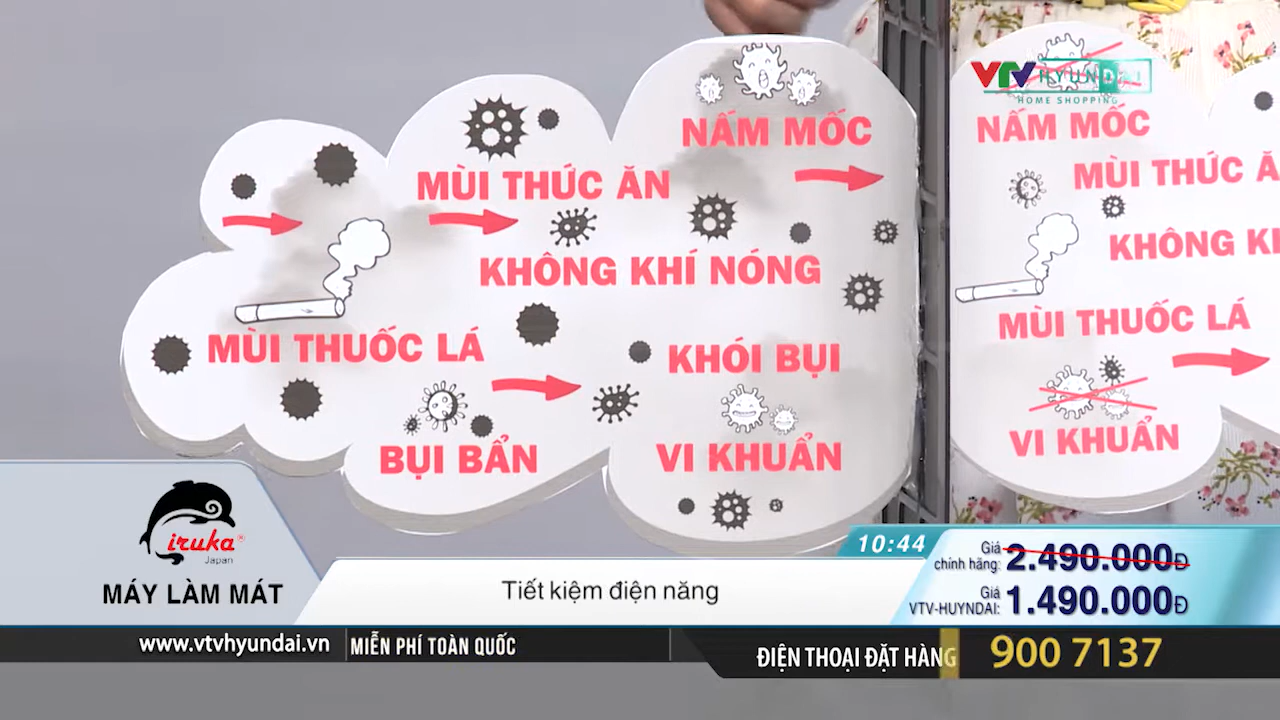 VTV HYUNDAI
HOME SHOPPING
NẤM MỐC
MÙI THỨC ĂN
KHÔNG KHÍ NÓNG
MÙI THUỐC LÁ
KHÓI BỤI
BỤI BẨN
VI KHUẨN
NẤM MỐC
MÙI THỨC Ă
KHÔNG KH
MÙI THUỐC LÁ
VI KHUẨN
iruka®
Japan
MÁY LÀM MÁT
Tiết kiệm điện năng
10:44
Giá chính hãng: 2.490.000Đ
Giá VTV-HUYNDAI: 1.490.000Đ
www.vtvhyundai.vn
MIỄN PHÍ TOÀN QUỐC
ĐIỆN THOẠI ĐẶT HÀNG
900 7137